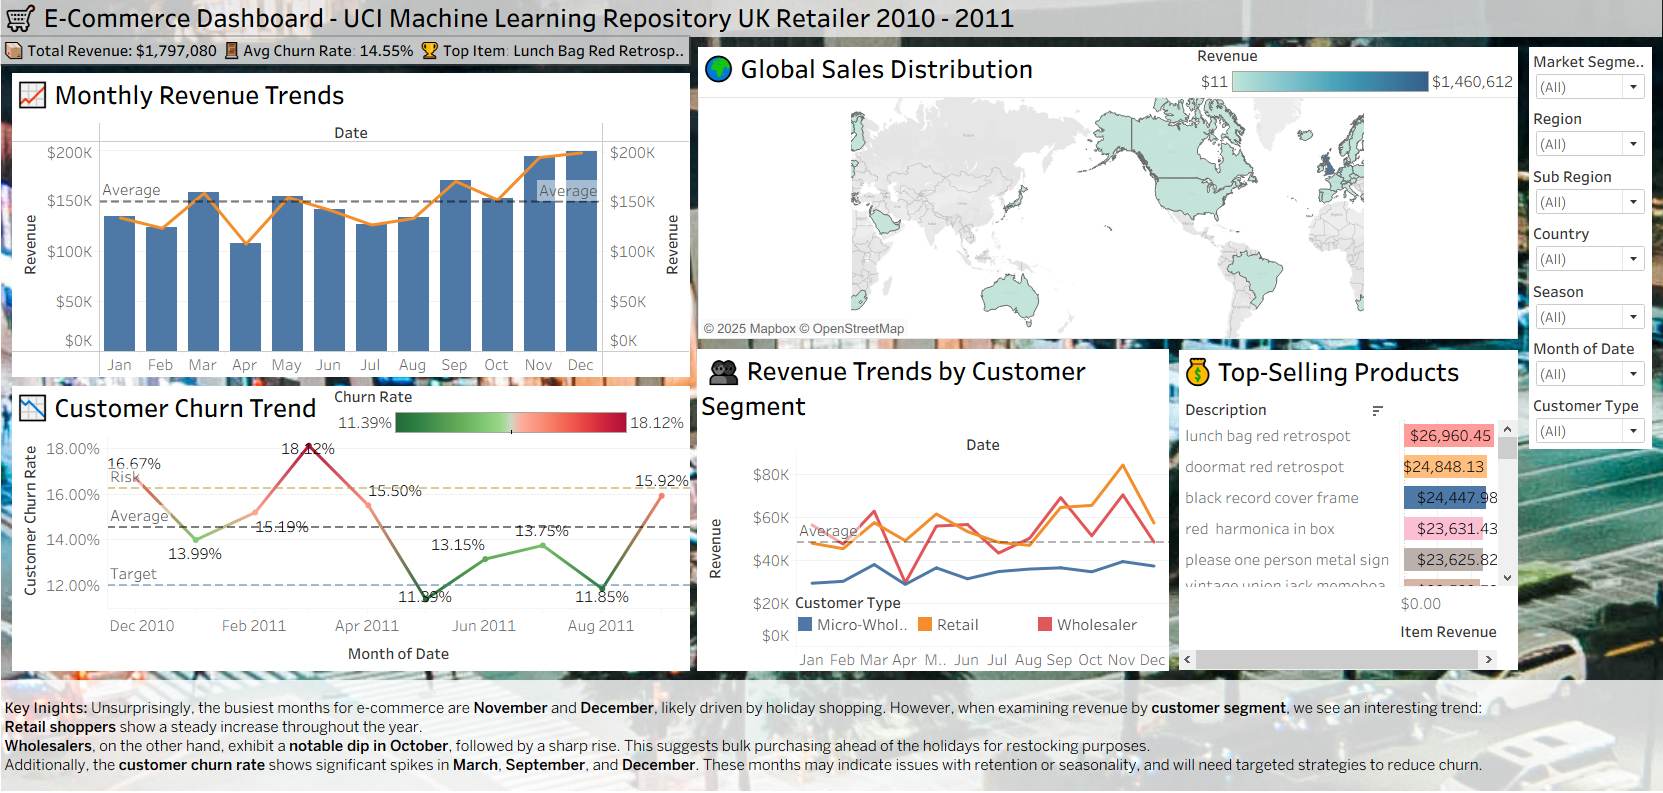 E-Commerce Dashboard - UCI Machine Learning Repository UK Retailer 2010 - 2011
Total Revenue: $1,797,080 Avg Churn Rate: 14.55% Top Item: Lunch Bag Red Retrosp..
Monthly Revenue Trends
Date
$200K
$150K
$100K
$50K
$0K
Revenue
Average
Average
$200K
$150K
$100K
$50K
$0K
Revenue
Jan Feb Mar Apr May Jun Jul Aug Sep Oct Nov Dec
Customer Churn Trend
Churn Rate
11.39% 18.12%
Customer Churn Rate
18.00%
16.00%
14.00%
12.00%
Risk
Average
Target
16.67%
13.99%
15.19%
18.12%
15.50%
11.39%
13.15%
13.75%
11.85%
15.92%
Dec 2010 Feb 2011 Apr 2011 Jun 2011 Aug 2011
Month of Date
Global Sales Distribution
Revenue
$11 $1,460,612
© 2025 Mapbox © OpenStreetMap
Revenue Trends by Customer
Segment
Date
$80K
$60K
$40K
$20K
$0K
Revenue
Average
Customer Type
Micro-Whol.. Retail Wholesaler
Jan Feb Mar Apr M.. Jun Jul Aug Sep Oct Nov Dec
Top-Selling Products
Description
lunch bag red retrospot $26,960.45
doormat red retrospot $24,848.13
black record cover frame $24,447.98
red harmonica in box $23,631.43
please one person metal sign $23,625.82
vintage union jack memoboa
$0.00
Item Revenue
Market Segme..
(All)
Region
(All)
Sub Region
(All)
Country
(All)
Season
(All)
Month of Date
(All)
Customer Type
(All)
Key Inights: Unsurprisingly, the busiest months for e-commerce are November and December, likely driven by holiday shopping. However, when examining revenue by customer segment, we see an interesting trend:
Retail shoppers show a steady increase throughout the year.
Wholesalers, on the other hand, exhibit a notable dip in October, followed by a sharp rise. This suggests bulk purchasing ahead of the holidays for restocking purposes.
Additionally, the customer churn rate shows significant spikes in March, September, and December. These months may indicate issues with retention or seasonality, and will need targeted strategies to reduce churn.